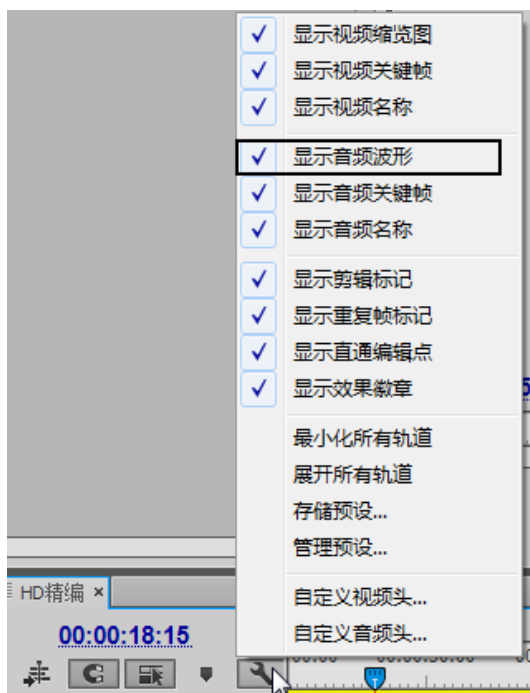 显示视频缩览图
显示视频关键帧
显示视频名称
显示音频波形
显示音频关键帧
显示音频名称
显示剪辑标记
显示重复帧标记
显示直通编辑点
显示效果徽章
最小化所有轨道
展开所有轨道
存储预设...
管理预设...
自定义视频头...
自定义音频头...
HD精编 ×
00:00:18:15